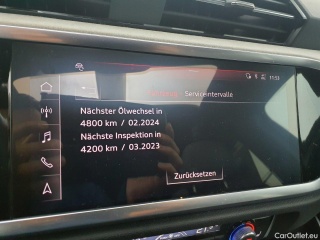 11:53
Serviceintervalle
Nächster Ölwechsel in
4800 km / 02.2024
Nächste Inspektion in
4200 km / 03.2023
Zurücksetzen
CarOutlet.eu